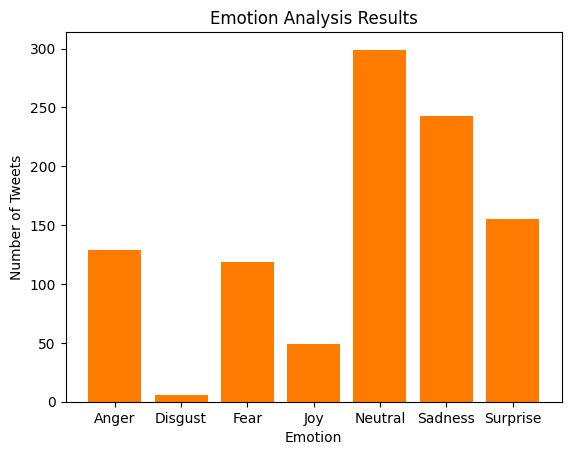 Emotion Analysis Results
Number of Tweets
300
250
200
150
100
50
0
Anger Disgust Fear Joy Neutral Sadness Surprise
Emotion